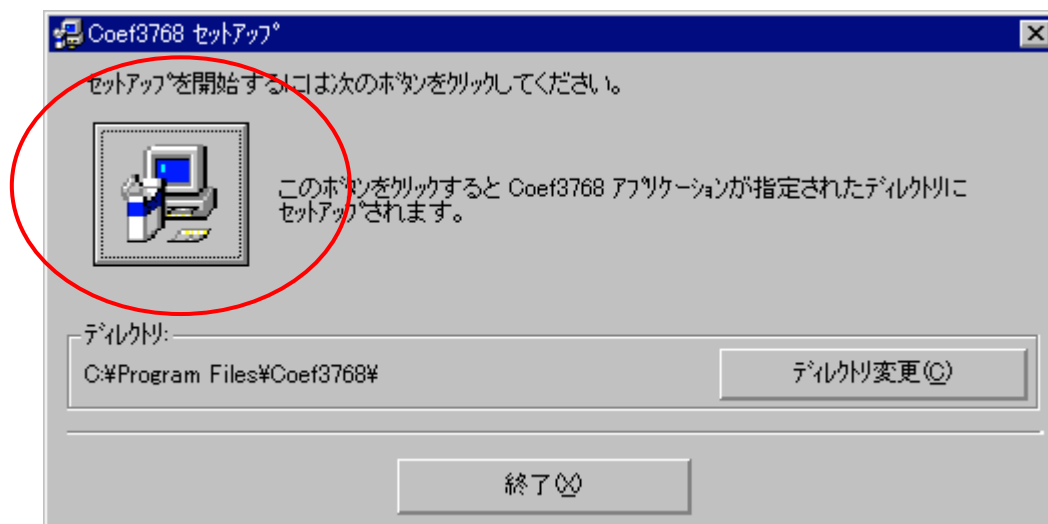 Coef3768 ｾｯﾄｱｯﾌﾟ
ｾｯﾄｱｯﾌﾟを開始するには次のﾎﾞﾀﾝをｸﾘｯｸしてください。
このﾎﾞﾀﾝをｸﾘｯｸすると Coef3768 ｱﾌﾟﾘｹｰｼｮﾝが指定されたﾃﾞｨﾚｸﾄﾘに
ｾｯﾄｱｯﾌﾟされます。
ﾃﾞｨﾚｸﾄﾘ:
C:¥Program Files¥Coef3768¥
ﾃﾞｨﾚｸﾄﾘ変更(C)
終了(X)